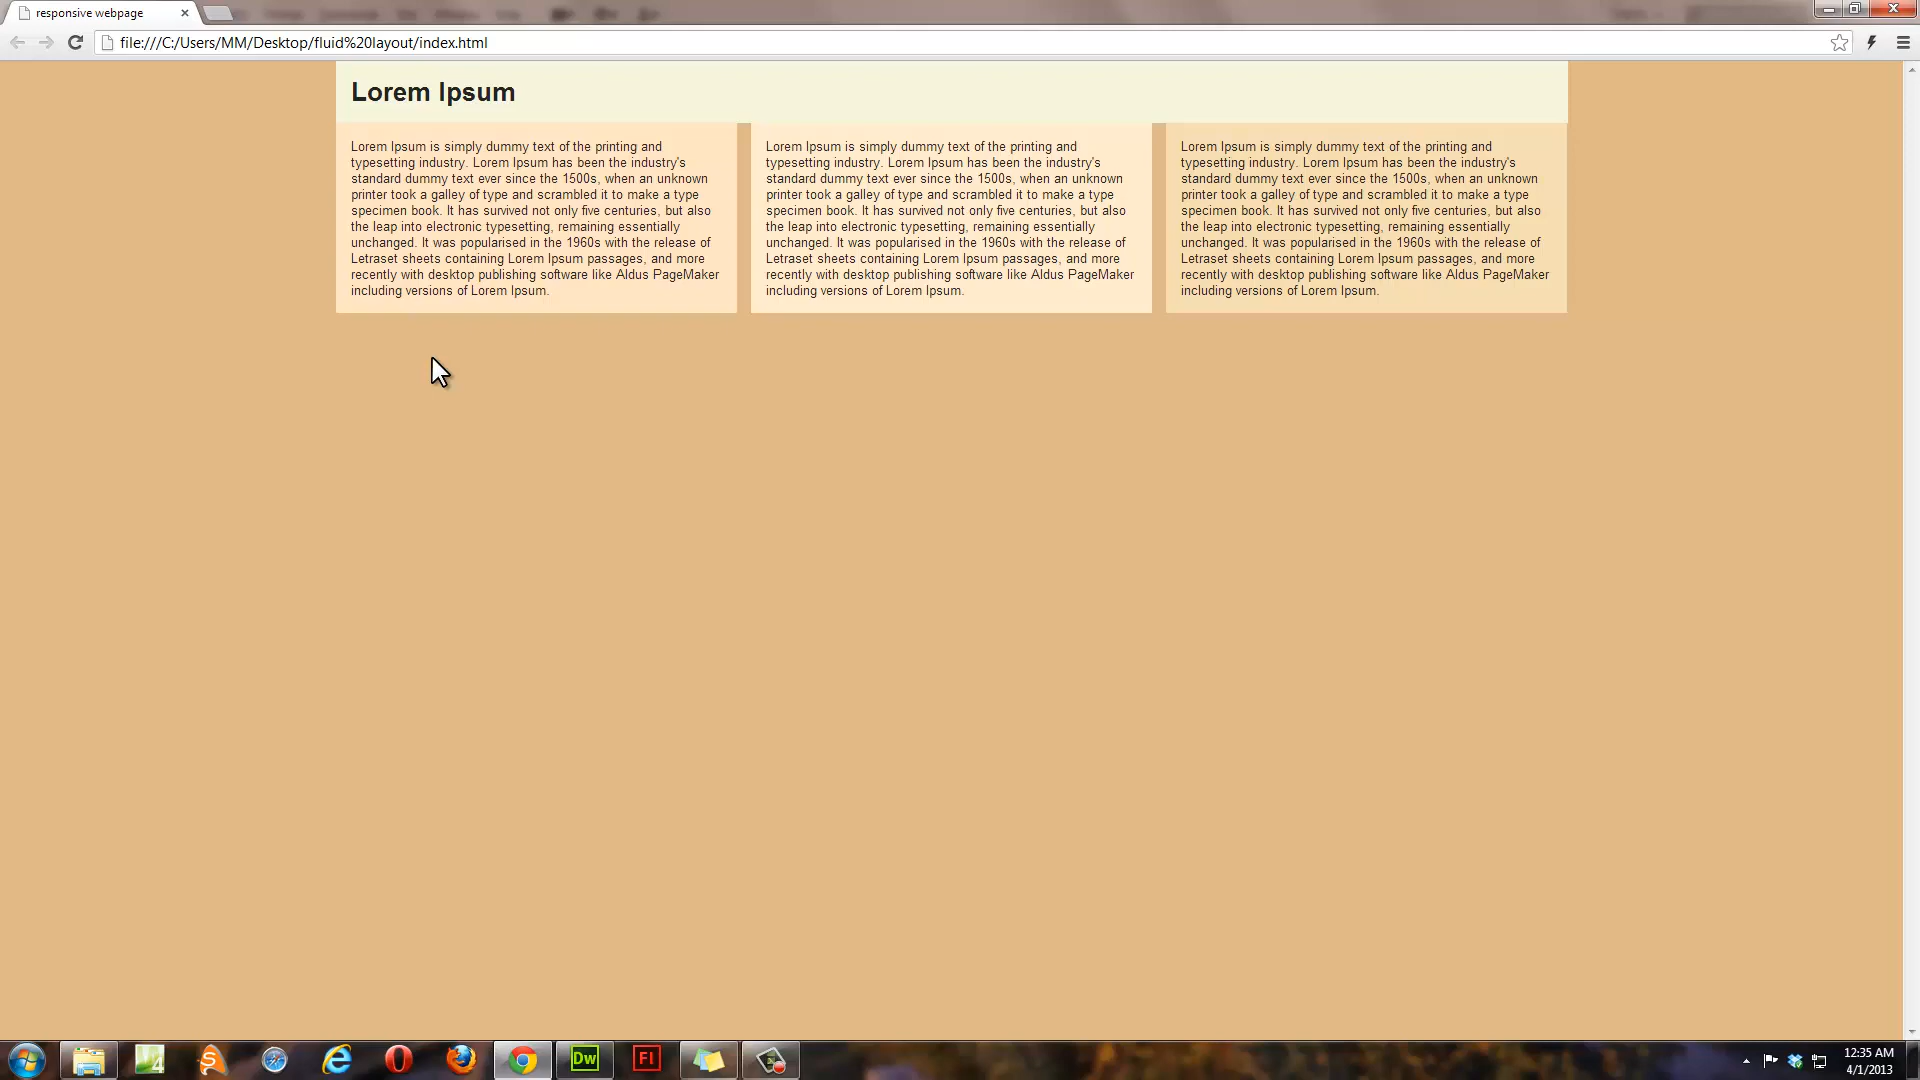 responsive webpage
file:///C:/Users/MM/Desktop/fluid%20layout/index.html
Lorem Ipsum
Lorem Ipsum is simply dummy text of the printing and
typesetting industry. Lorem Ipsum has been the industry's
standard dummy text ever since the 1500s, when an unknown
printer took a galley of type and scrambled it to make a type
specimen book. It has survived not only five centuries, but also
the leap into electronic typesetting, remaining essentially
unchanged. It was popularised in the 1960s with the release of
Letraset sheets containing Lorem Ipsum passages, and more
recently with desktop publishing software like Aldus PageMaker
including versions of Lorem Ipsum.
Lorem Ipsum is simply dummy text of the printing and
typesetting industry. Lorem Ipsum has been the industry's
standard dummy text ever since the 1500s, when an unknown
printer took a galley of type and scrambled it to make a type
specimen book. It has survived not only five centuries, but also
the leap into electronic typesetting, remaining essentially
unchanged. It was popularised in the 1960s with the release of
Letraset sheets containing Lorem Ipsum passages, and more
recently with desktop publishing software like Aldus PageMaker
including versions of Lorem Ipsum.
Lorem Ipsum is simply dummy text of the printing and
typesetting industry. Lorem Ipsum has been the industry's
standard dummy text ever since the 1500s, when an unknown
printer took a galley of type and scrambled it to make a type
specimen book. It has survived not only five centuries, but also
the leap into electronic typesetting, remaining essentially
unchanged. It was popularised in the 1960s with the release of
Letraset sheets containing Lorem Ipsum passages, and more
recently with desktop publishing software like Aldus PageMaker
including versions of Lorem Ipsum.
4
Dw
Fl
12:35 AM
4/1/2013